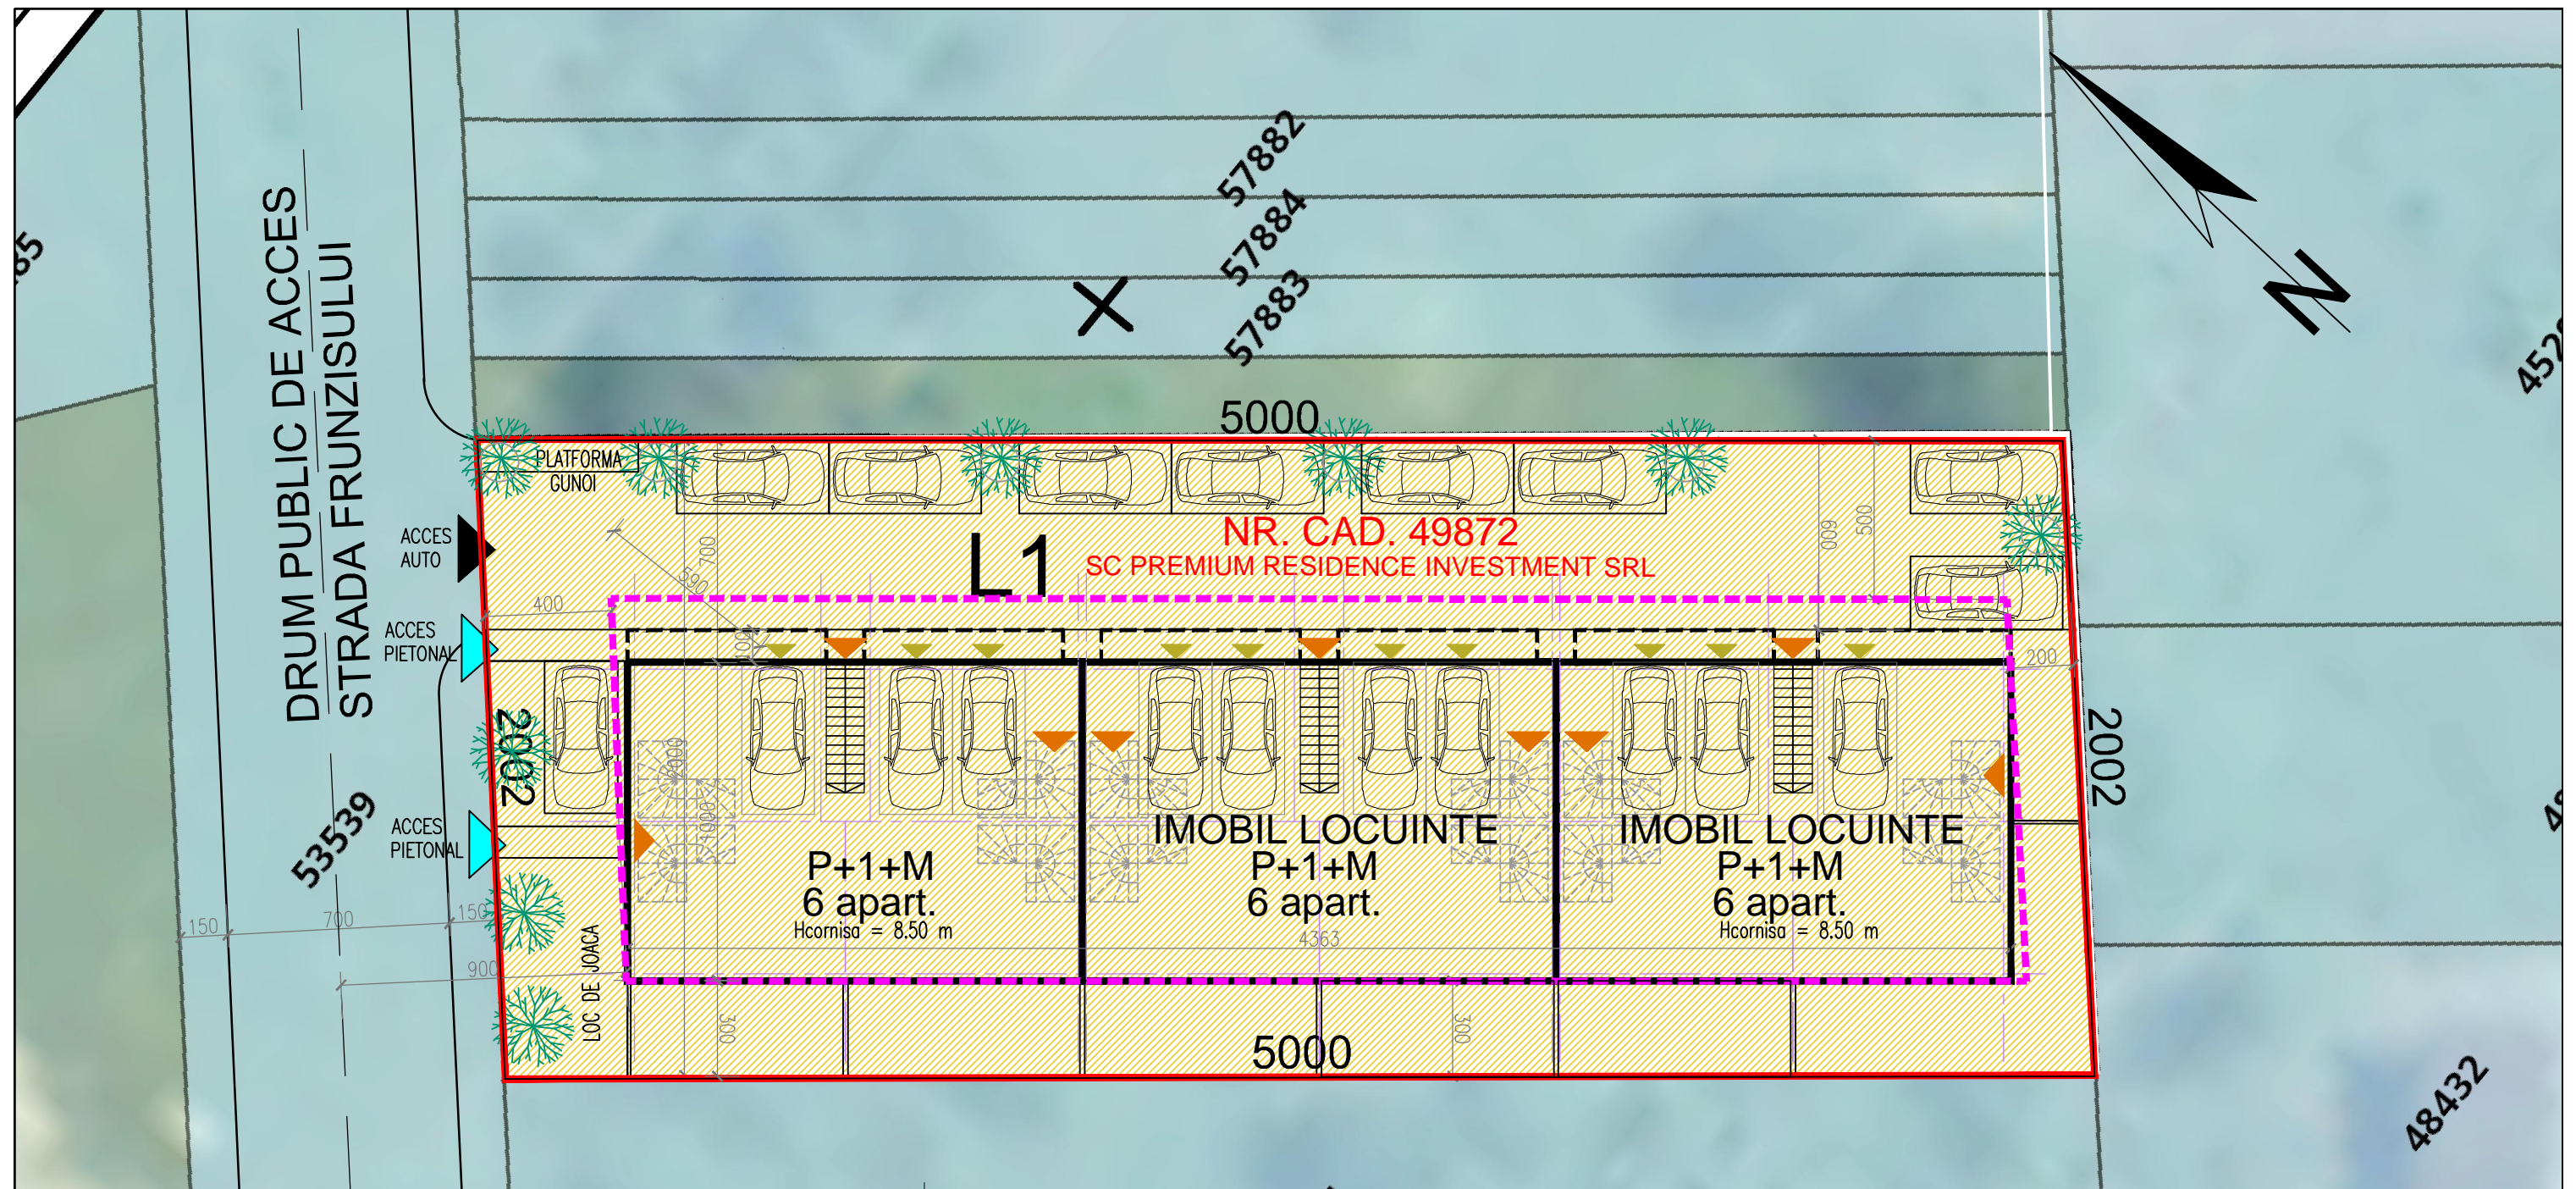 57882
57884
57883
N
DRUM PUBLIC DE ACCES
STRADA FRUNZISULUI
5000
PLATFORMA
GUNOI
ACCES
AUTO
NR. CAD. 49872
SC PREMIUM RESIDENCE INVESTMENT SRL
L1
700
590
600
500
400
100
200
ACCES
PIETONAL
2002
2002
53539
ACCES
PIETONAL
1000
IMOBIL LOCUINTE
P+1+M
6 apart.
IMOBIL LOCUINTE
P+1+M
6 apart.
Hcornisa = 8.50 m
P+1+M
6 apart.
Hcornisa = 8.50 m
4363
150
700
150
900
LOC DE JOACA
300
300
5000
48432